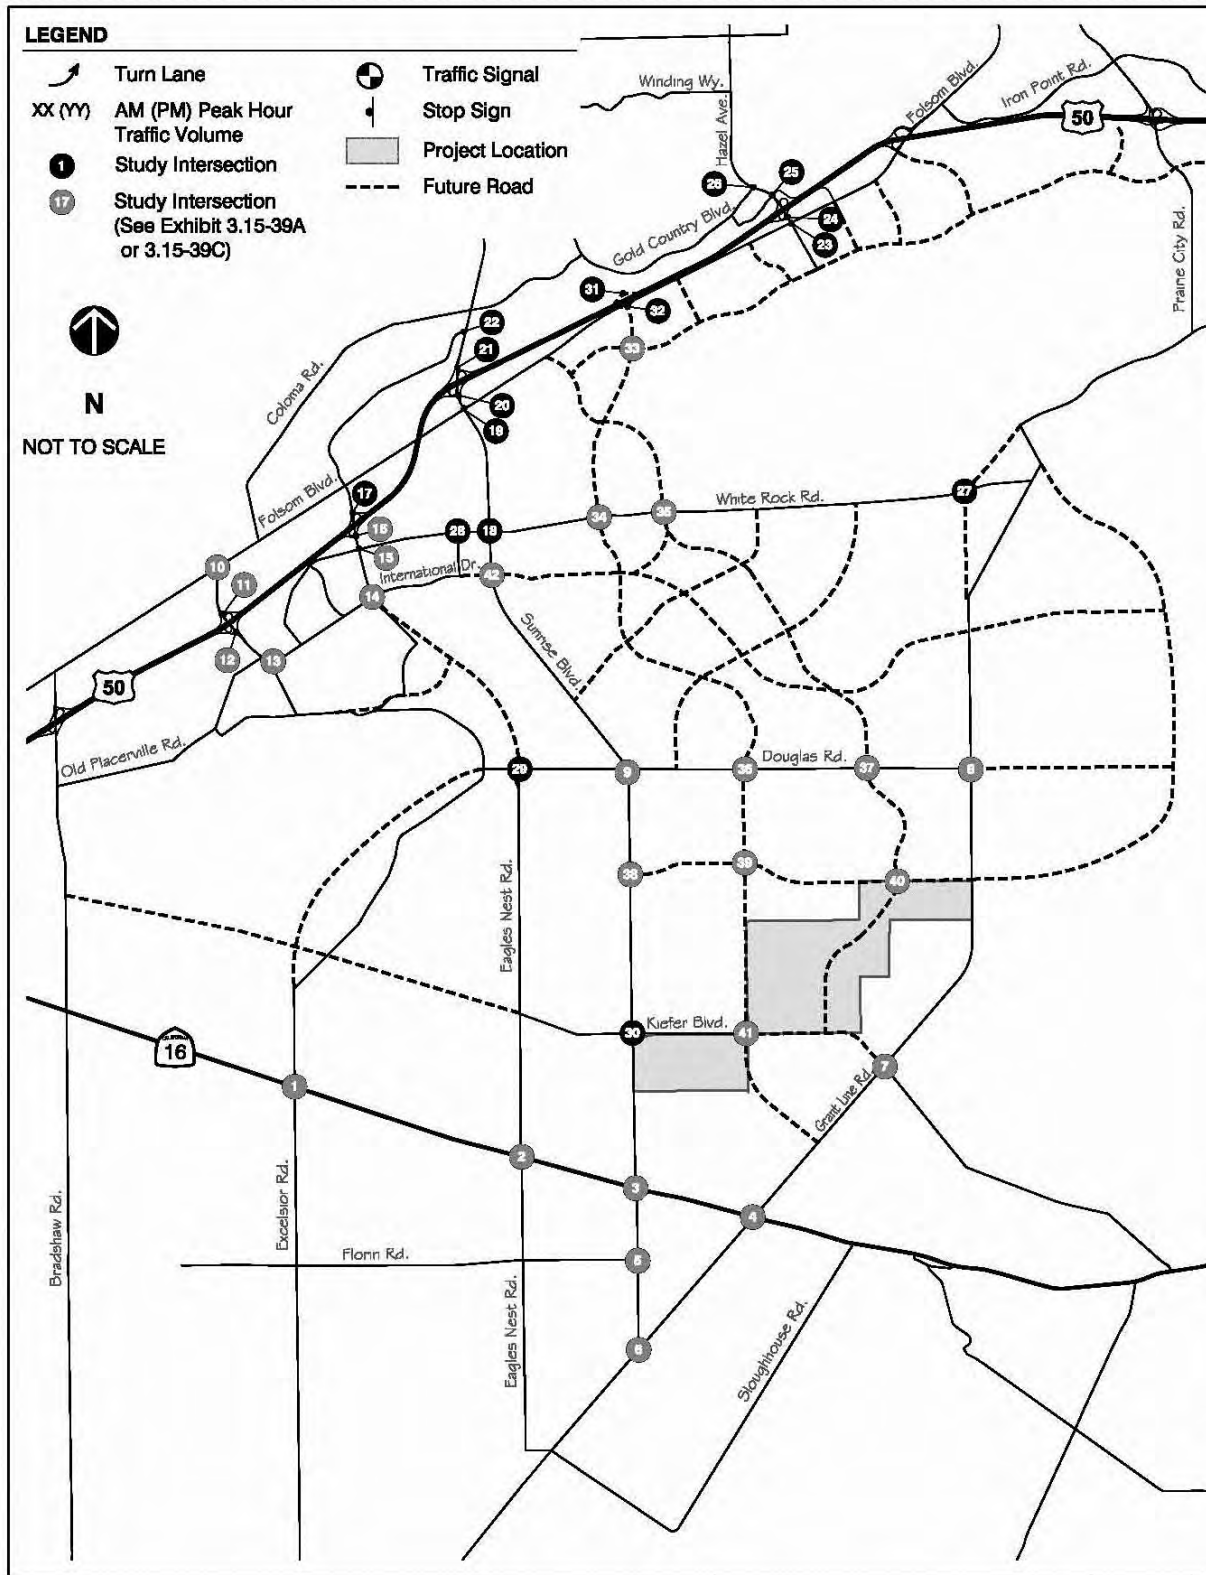 LEGEND
Turn Lane
XX (YY) AM (PM) Peak Hour
Traffic Volume
1 Study Intersection
17 Study Intersection
(See Exhibit 3.15-39A
or 3.15-39C)
Traffic Signal
Stop Sign
Project Location
Future Road
N
NOT TO SCALE
Winding Wy.
Hazel Ave.
Folsom Blvd.
Iron Point Rd.
50
Prairie City Rd.
26
25
24
23
Gold Country Blvd.
31
32
33
22
21
20
18
Coloma Rd.
Folsom Blvd.
17
16
15
28
19
34
35
White Rock Rd.
27
10
11
International Dr.
42
14
12
13
Sunrise Blvd.
50
Old Placerville Rd.
29
9
36
Douglas Rd.
37
8
38
39
40
Eagles Nest Rd.
30
Kiefer Blvd.
41
CALIFORNIA
16
1
7
Grant Line Rd.
2
3
4
Bradshaw Rd.
Excelsior Rd.
Florin Rd.
5
Eagles Nest Rd.
6
Sloughhouse Rd.